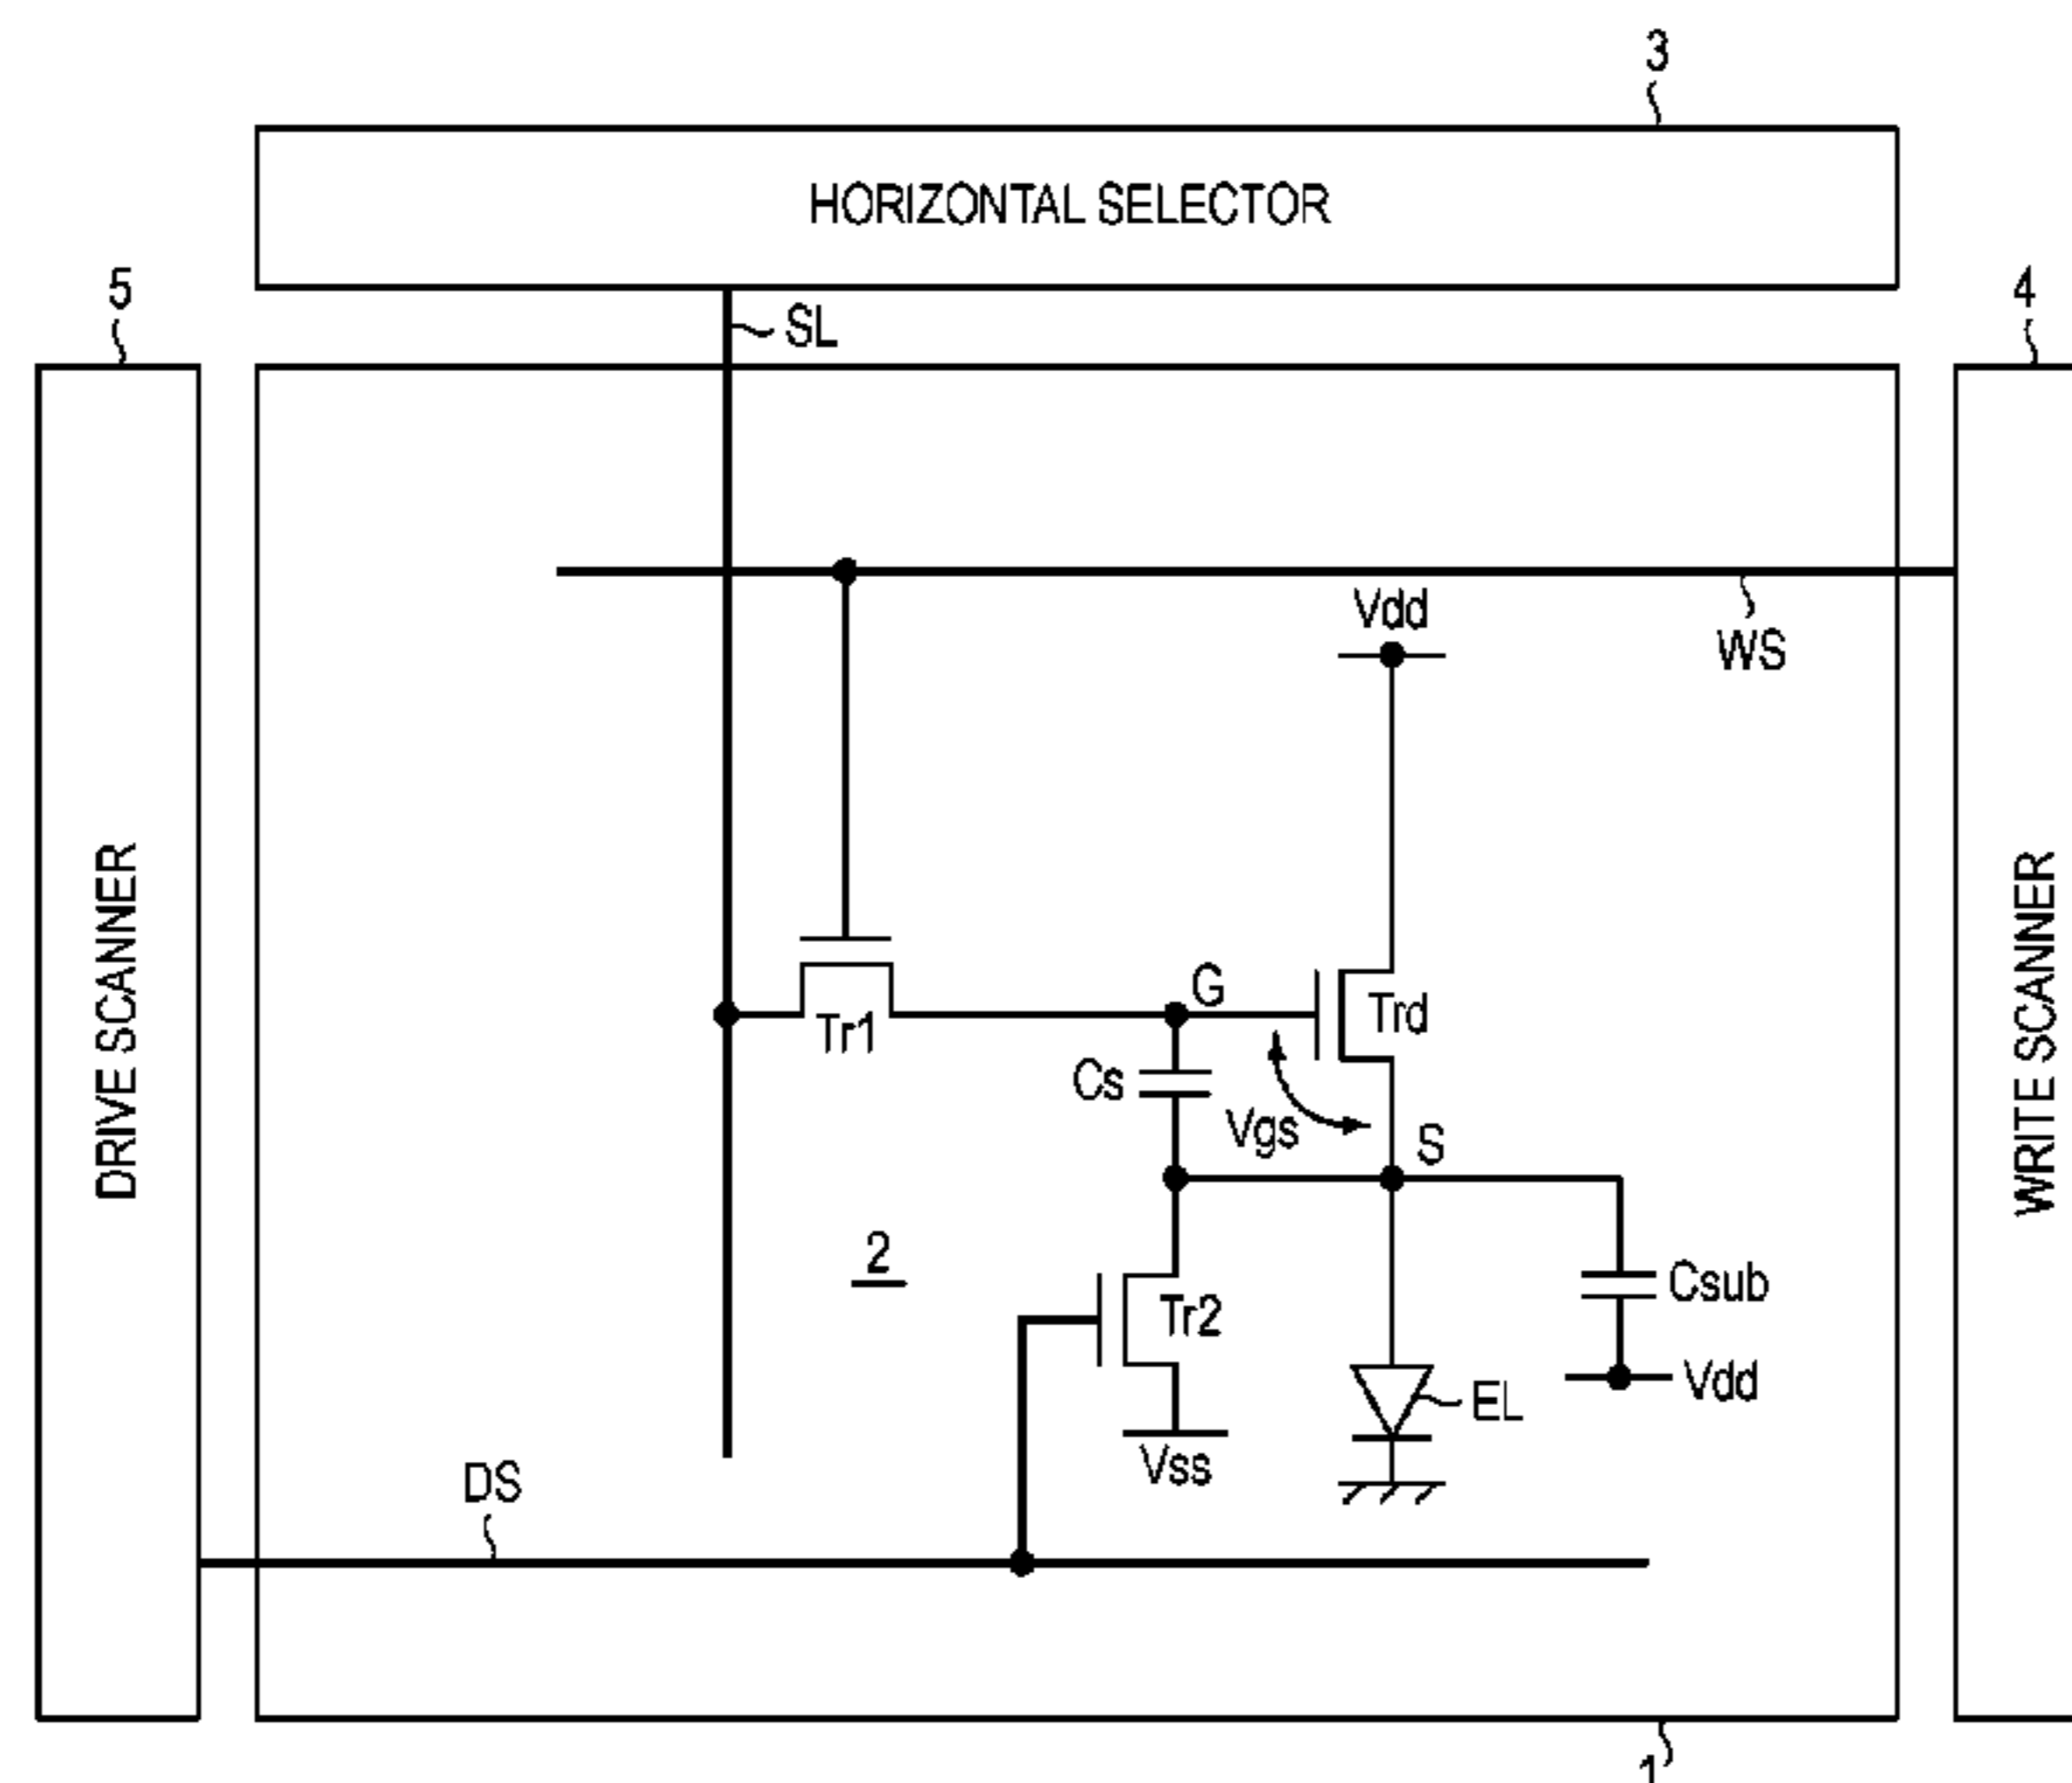 3
HORIZONTAL SELECTOR
5
4
SL
Vdd
WS
DRIVE SCANNER
WRITE SCANNER
G
Trd
Tr1
Cs
Vgs
S
2
Tr2
Csub
Vdd
EL
Vss
DS
1